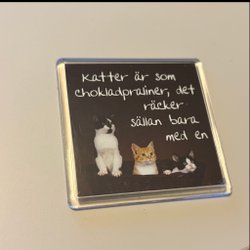 Katter är som
chokladpraliner, det
räcker
sällan bara
med en